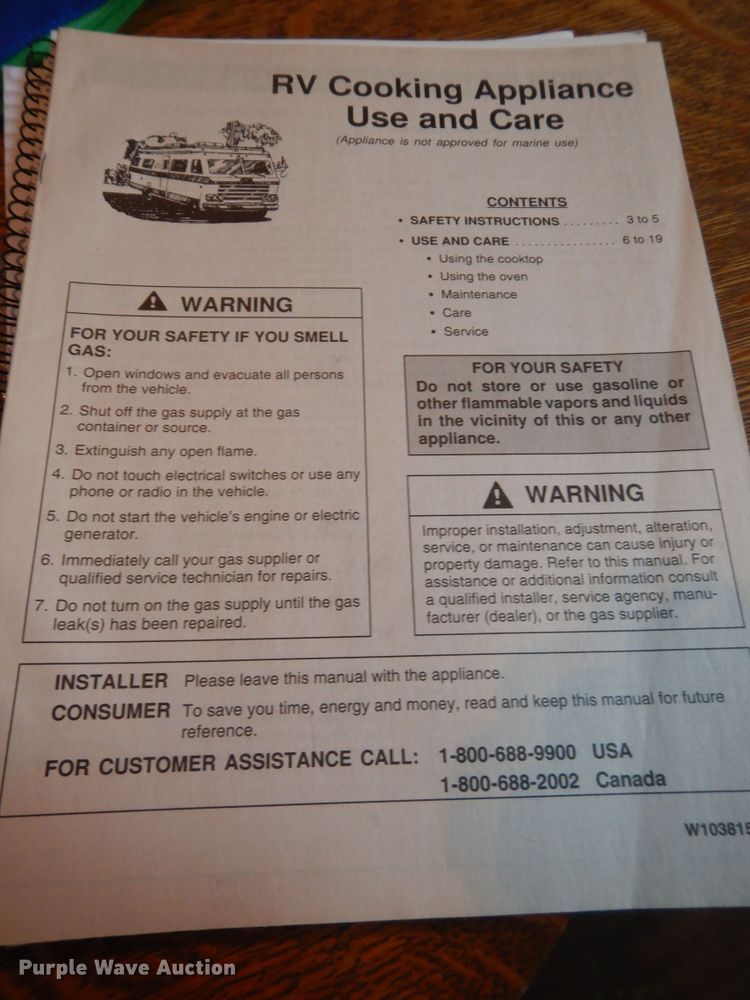 RV Cooking Appliance
Use and Care
(Appliance is not approved for marine use)
CONTENTS
• SAFETY INSTRUCTIONS ......... 3 to 5
• USE AND CARE ................ 6 to 19
• Using the cooktop
• Using the oven
• Maintenance
• Care
• Service
WARNING
FOR YOUR SAFETY IF YOU SMELL
GAS:
1. Open windows and evacuate all persons
from the vehicle.
2. Shut off the gas supply at the gas
container or source.
3. Extinguish any open flame.
4. Do not touch electrical switches or use any
phone or radio in the vehicle.
5. Do not start the vehicle's engine or electric
generator.
6. Immediately call your gas supplier or
qualified service technician for repairs.
7. Do not turn on the gas supply until the gas
leak(s) has been repaired.
FOR YOUR SAFETY
Do not store or use gasoline or
other flammable vapors and liquids
in the vicinity of this or any other
appliance.
WARNING
Improper installation, adjustment, alteration,
service, or maintenance can cause injury or
property damage. Refer to this manual. For
assistance or additional information consult
a qualified installer, service agency, manu-
facturer (dealer), or the gas supplier.
INSTALLER Please leave this manual with the appliance.
CONSUMER To save you time, energy and money, read and keep this manual for future
reference.
FOR CUSTOMER ASSISTANCE CALL: 1-800-688-9900 USA
1-800-688-2002 Canada
W103815
Purple Wave Auction